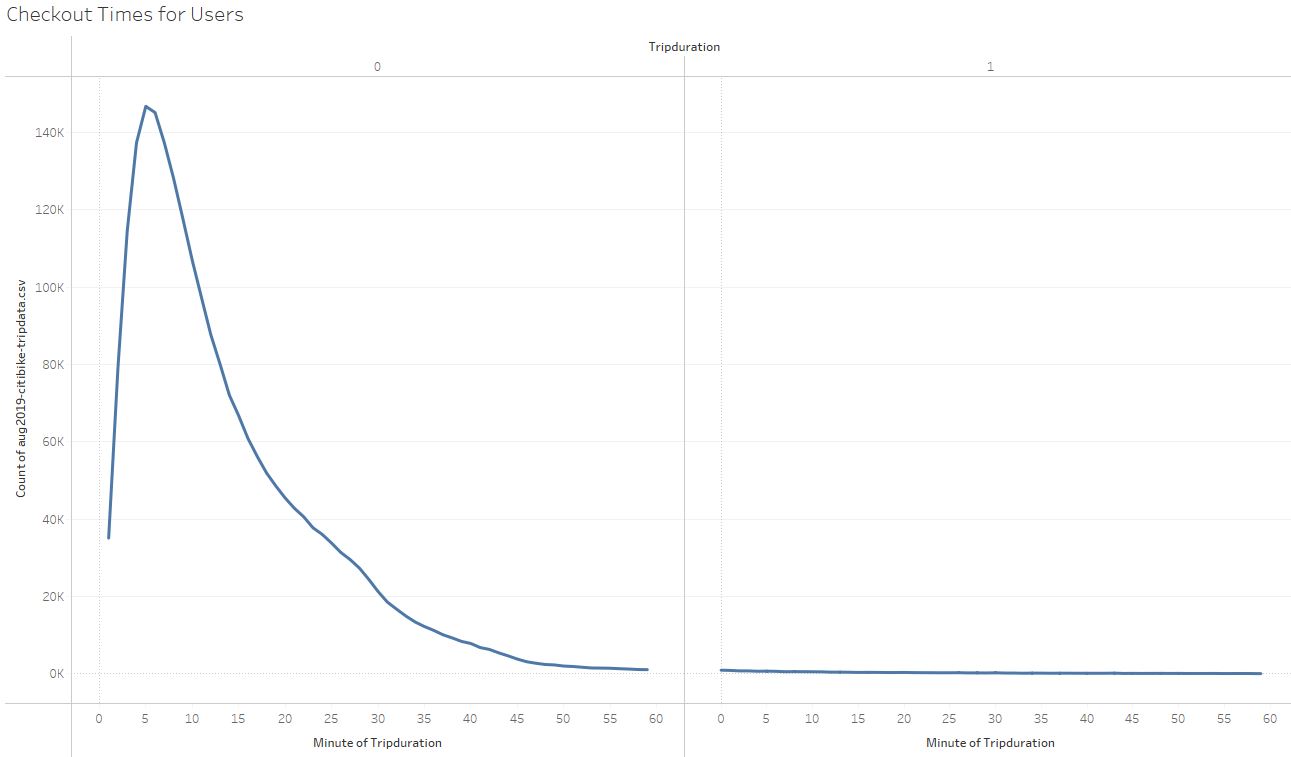 Checkout Times for Users
Tripduration
0 1
140K
120K
100K
80K
60K
40K
20K
0K
Count of aug2019-citibike-tripdata.csv
0 5 10 15 20 25 30 35 40 45 50 55 60 0 5 10 15 20 25 30 35 40 45 50 55 60
Minute of Tripduration Minute of Tripduration